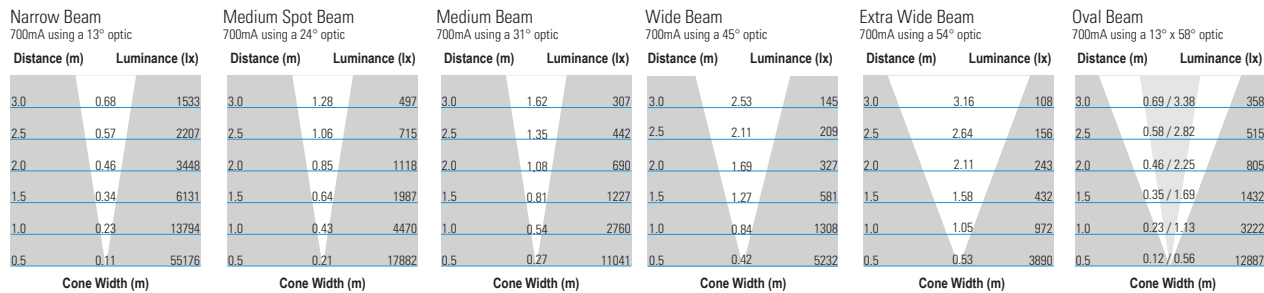 Narrow Beam
700mA using a 13° optic
Distance (m) Luminance (lx)
3.0 0.68 1533
2.5 0.57 2207
2.0 0.46 3448
1.5 0.34 6131
1.0 0.23 13794
0.5 0.11 55176
Cone Width (m)
Medium Spot Beam
700mA using a 24° optic
Distance (m) Luminance (lx)
3.0 1.28 497
2.5 1.06 715
2.0 0.85 1118
1.5 0.64 1987
1.0 0.43 4470
0.5 0.21 17882
Cone Width (m)
Medium Beam
700mA using a 31° optic
Distance (m) Luminance (lx)
3.0 1.62 307
2.5 1.35 442
2.0 1,08 690
1.5 0.81 1227
1.0 0.54 2760
0.5 0.27 11041
Cone Width (m)
Wide Beam
700mA using a 45° optic
Distance (m) Luminance (lx)
3.0 2.53 145
2.5 2.11 209
2.0 1.69 327
1.5 1.27 581
1.0 0.84 1308
0.5 0.42 5232
Cone Width (m)
Extra Wide Beam
700mA using a 54° optic
Distance (m) Luminance (lx)
3.0 3.16 108
2.5 2.64 156
2.0 2.11 243
1.5 1.58 432
1.0 1.05 972
0.5 0.53 3890
Cone Width (m)
Oval Beam
700mA using a 13° x 58° optic
Distance (m) Luminance (lx)
3.0 0.69 / 3.38 358
2.5 0.58 / 2.82 515
2.0 0.46 / 2.25 805
1.5 0.35 / 1.69 1432
1.0 0.23 / 1.13 3222
0.5 0.12 / 0.56 12887
Cone Width (m)